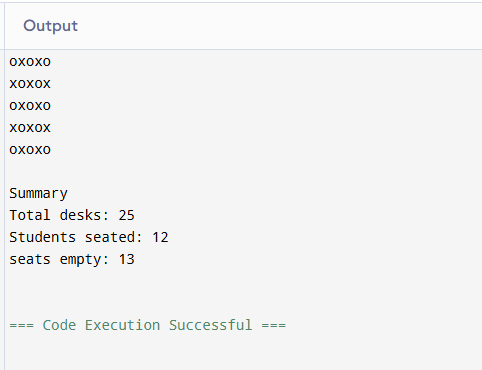 Output
oxoxo
xoxox
oxoxo
xoxox
oxoxo
Summary
Total desks: 25
Students seated: 12
seats empty: 13
=== Code Execution Successful ===